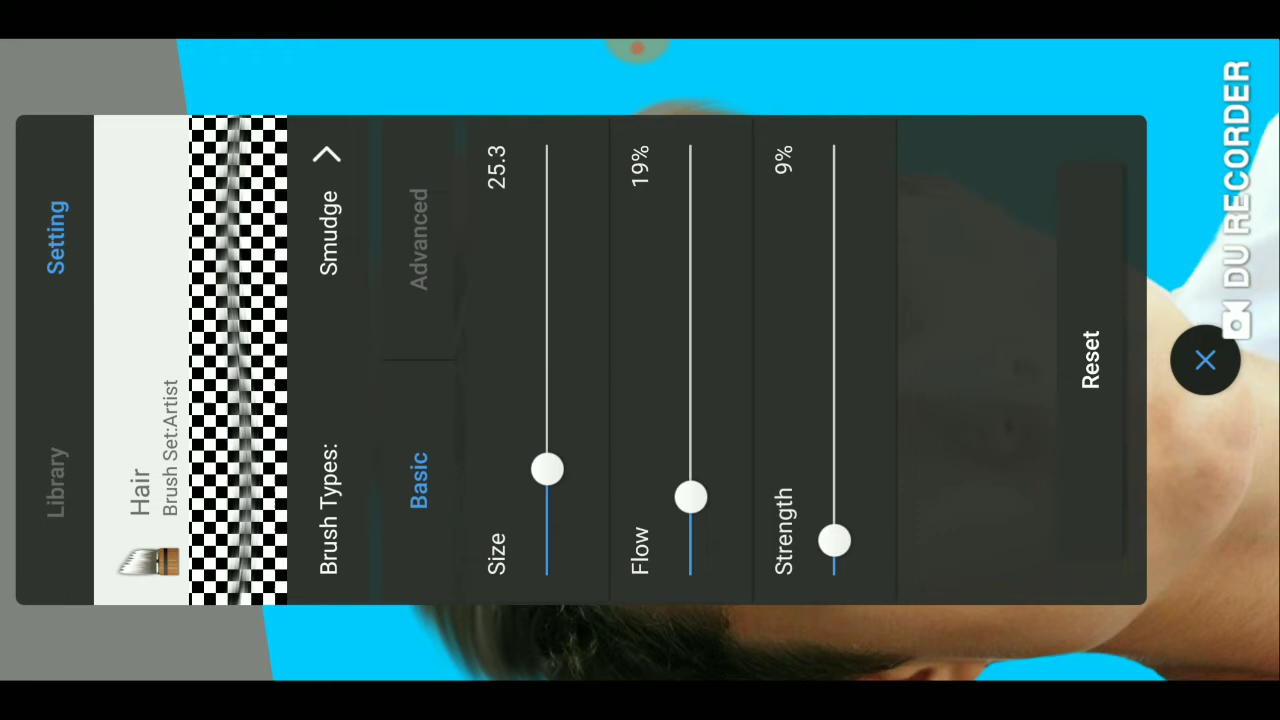 Library Setting
Hair
Brush Set:Artist
Brush Types: Smudge
Basic Advanced
Size 25.3
Flow 19%
Strength 9%
Reset
DU RECORDER